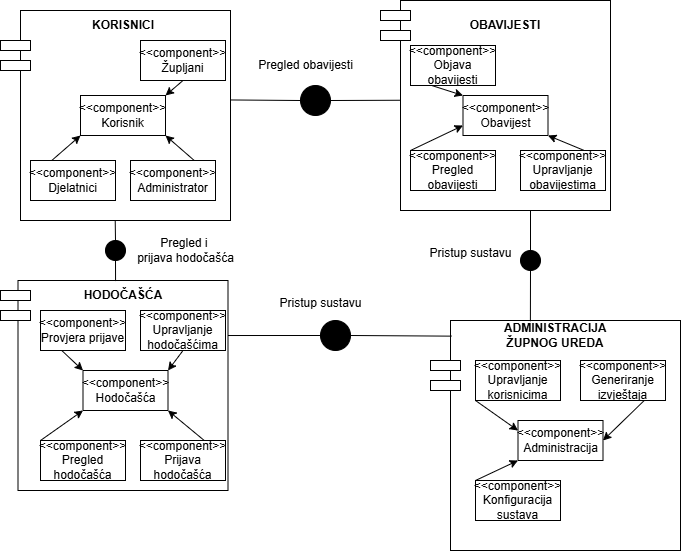 KORISNICI
<<component>>
Župljani
<<component>>
Korisnik
<<component>>
Djelatnici
<<component>>
Administrator
Pregled obavijesti
OBAVIJESTI
<<component>>
Objava
obavijesti
<<component>>
Obavijest
<<component>>
Pregled
obavijesti
<<component>>
Upravljanje
obavijestima
Pregled i
prijava hodočašća
Pristup sustavu
HODOČAŠĆA
<<component>>
Provjera prijave
<<component>>
Upravljanje
hodočašćima
<<component>>
Hodočašća
<<component>>
Pregled
hodočašća
<<component>>
Prijava
hodočašća
Pristup sustavu
ADMINISTRACIJA
ŽUPNOG UREDA
<<component>>
Upravljanje
korisnicima
<<component>>
Generiranje
izvještaja
<<component>>
Administracija
<<component>>
Konfiguracija
sustava